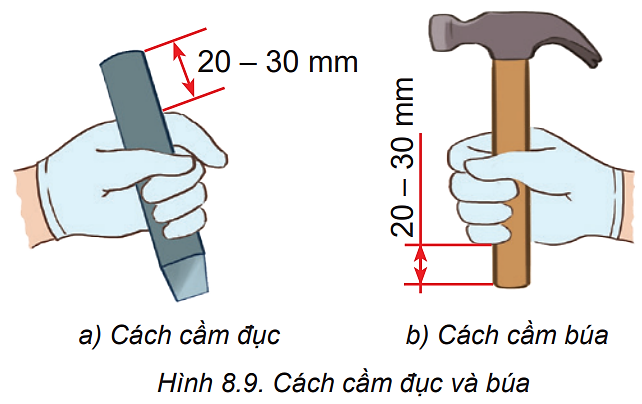 20 – 30 mm
20 – 30 mm
a) Cách cầm đục
b) Cách cầm búa
Hình 8.9. Cách cầm đục và búa